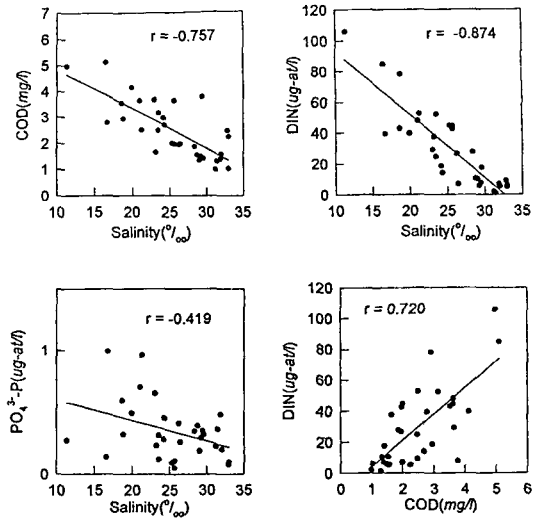 r = -0.757
COD(mg/l)
7
6
5
4
3
2
1
0
10 15 20 25 30 35
Salinity(°/oo)
r = -0.874
DIN(ug-at/l)
120
100
80
60
40
20
0
10 15 20 25 30 35
Salinity(°/oo)
r = -0.419
PO₄³⁻-P(ug-at/l)
1
0
10 15 20 25 30 35
Salinity(°/oo)
r = 0.720
DIN(ug-at/l)
120
100
80
60
40
20
0
0 1 2 3 4 5 6
COD(mg/l)